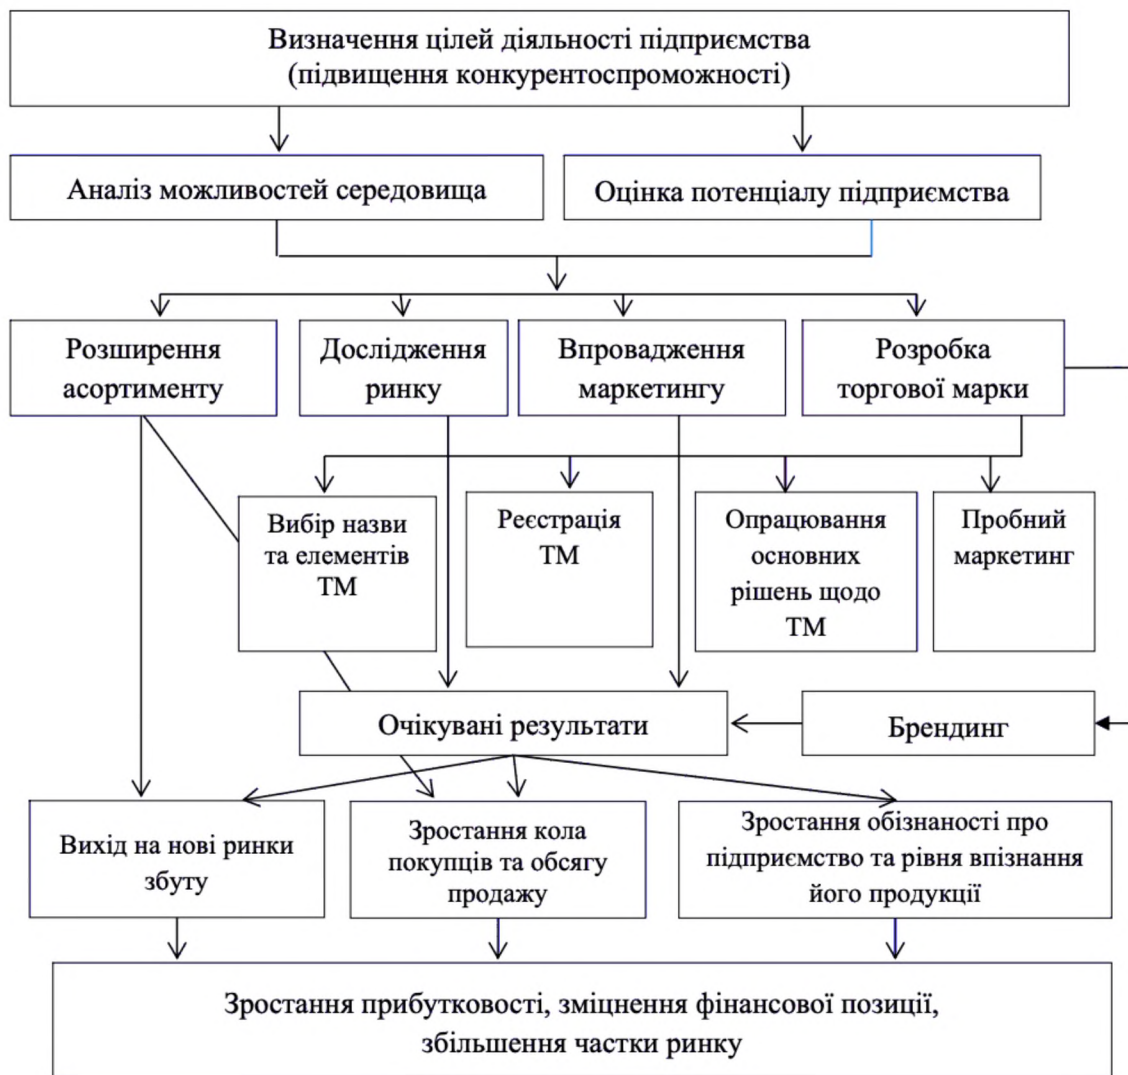 Визначення цілей діяльності підприємства
(підвищення конкурентоспроможності)
Аналіз можливостей середовища
Оцінка потенціалу підприємства
Розширення
асортименту
Дослідження
ринку
Впровадження
маркетингу
Розробка
торгової марки
Вибір назви
та елементів
ТМ
Реєстрація
ТМ
Опрацювання
основних
рішень щодо
ТМ
Пробний
маркетинг
Очікувані результати
Брендинг
Вихід на нові ринки
збуту
Зростання кола
покупців та обсягу
продажу
Зростання обізнаності про
підприємство та рівня впізнання
його продукції
Зростання прибутковості, зміцнення фінансової позиції,
збільшення частки ринку